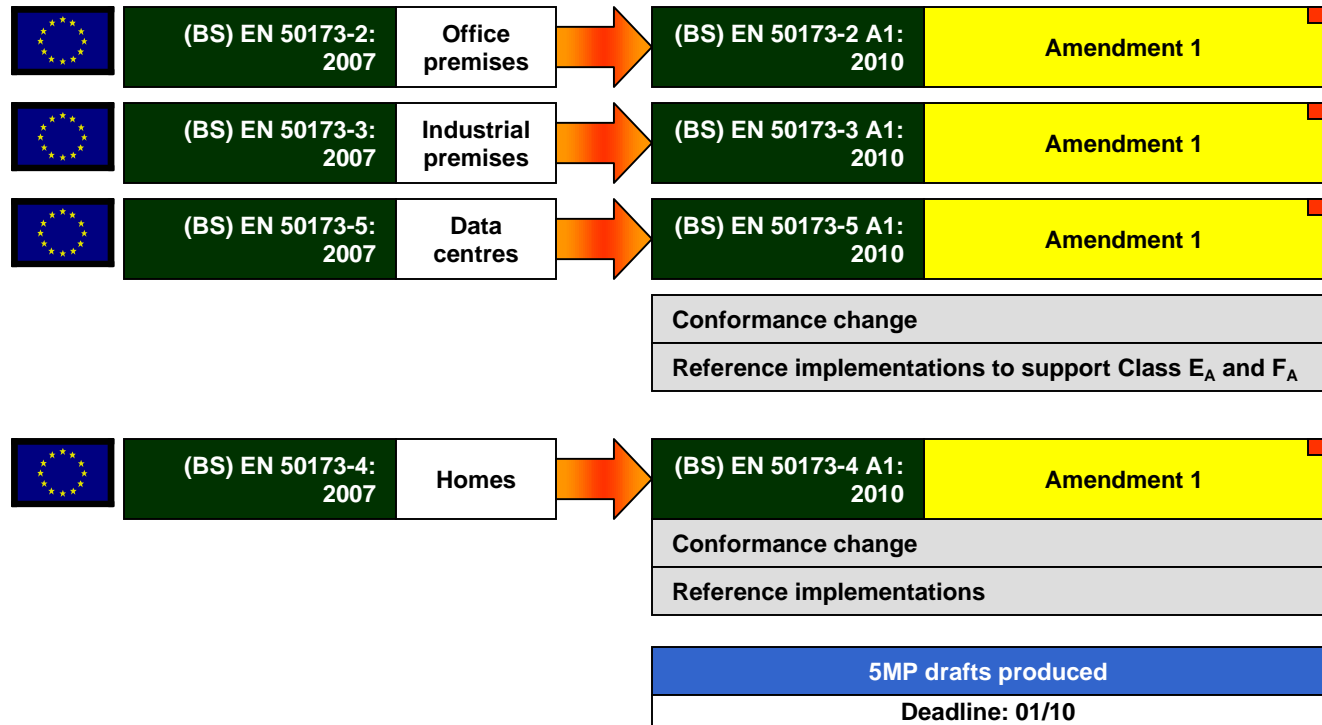 (BS) EN 50173-2:
2007
Office
premises
(BS) EN 50173-2 A1:
2010
Amendment 1
(BS) EN 50173-3:
2007
Industrial
premises
(BS) EN 50173-3 A1:
2010
Amendment 1
(BS) EN 50173-5:
2007
Data
centres
(BS) EN 50173-5 A1:
2010
Amendment 1
Conformance change
Reference implementations to support Class EA and FA
(BS) EN 50173-4:
2007
Homes
(BS) EN 50173-4 A1:
2010
Amendment 1
Conformance change
Reference implementations
5MP drafts produced
Deadline: 01/10